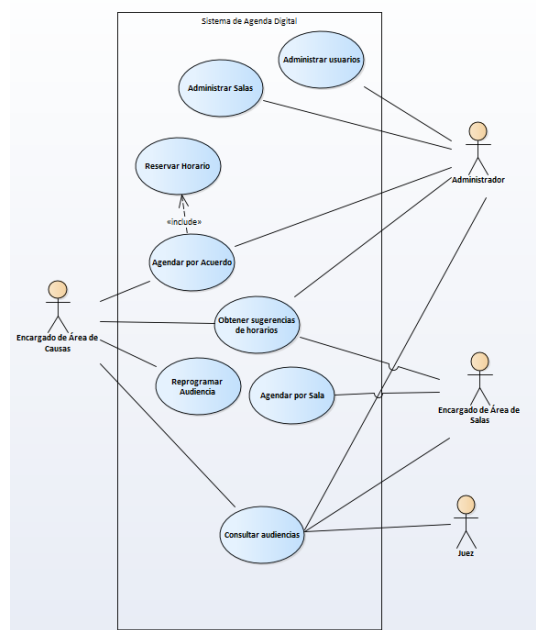 Sistema de Agenda Digital
Administrar usuarios
Administrar Salas
Reservar Horario
Administrador
«include»
Agendar por Acuerdo
Obtener sugerencias
de horarios
Encargado de Área de
Causas
Reprogramar
Audiencia
Agendar por Sala
Encargado de Área de
Salas
Consultar audiencias
Juez